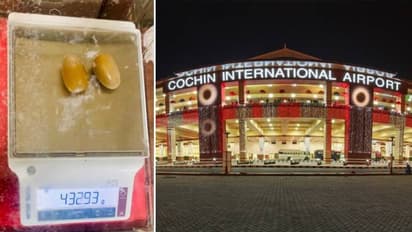 432.93 g
COCHIN INTERNATIONAL AIRPORT